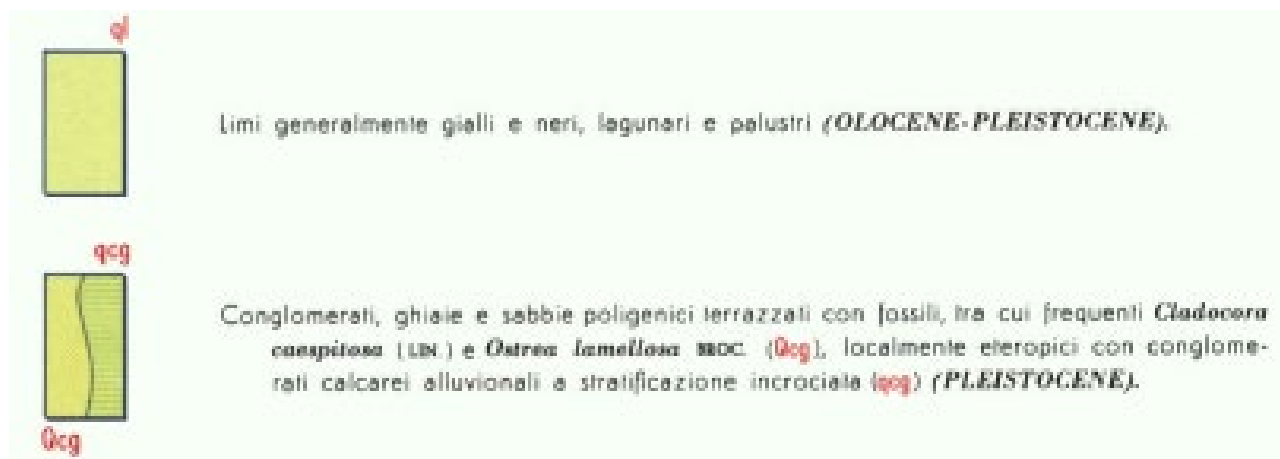 ql
Limi generalmente gialli e neri, lagunari e palustri (OLOCENE-PLEISTOCENE).
qcg
Conglomerati, ghiaie e sabbie poligenici terrazzati con fossili, tra cui frequenti Cladocora
caespitosa (LIN.) e Ostrea lamellosa BROC. (Qcg), localmente eteropici con conglome-
rati calcarei alluvionali a stratificazione incrociata (qcg) (PLEISTOCENE).
Qcg